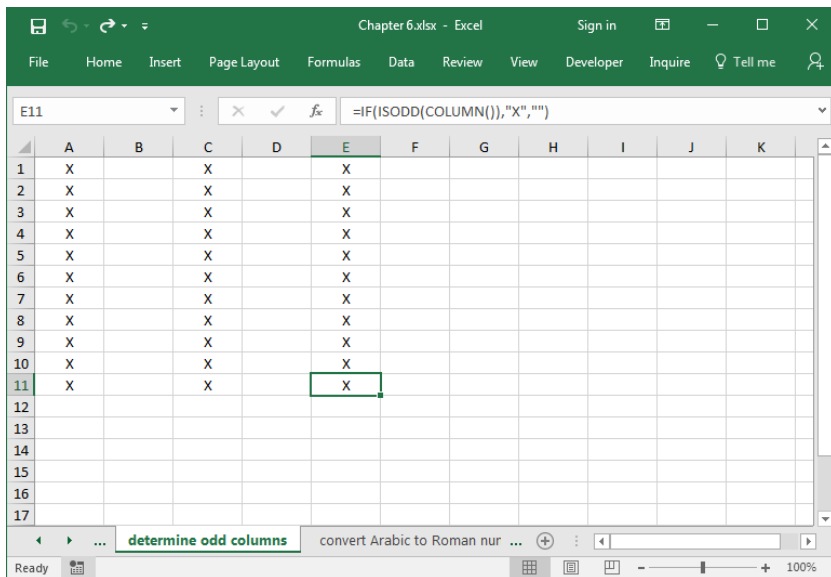 Chapter 6.xlsx - Excel Sign in
File Home Insert Page Layout Formulas Data Review View Developer Inquire Tell me
E11 fx =IF(ISODD(COLUMN()),"X","")
A B C D E F G H I J K
1 X X X
2 X X X
3 X X X
4 X X X
5 X X X
6 X X X
7 X X X
8 X X X
9 X X X
10 X X X
11 X X X
12
13
14
15
16
17
... determine odd columns convert Arabic to Roman nur ...
Ready 100%